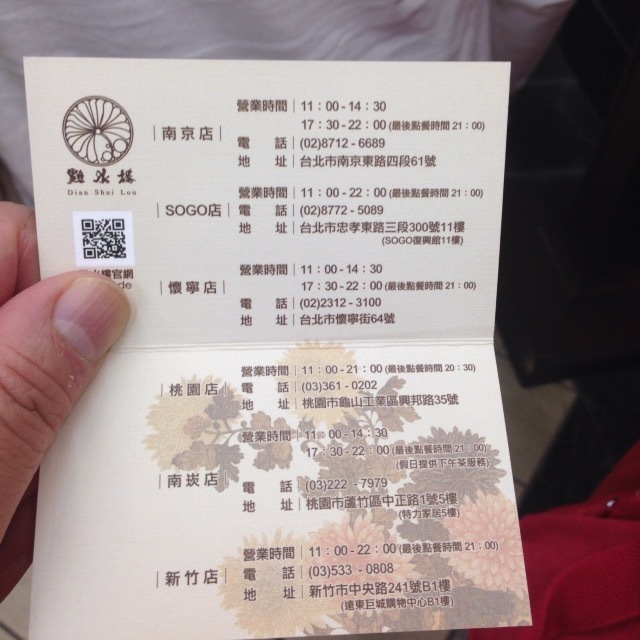 點水樓
Dian Shui Lou
水樓官網
de
南京店
營業時間 11：00 - 14：30
17：30 - 22：00 (最後點餐時間 21：00)
電 話 (02)8712 - 6689
地 址 台北市南京東路四段61號
SOGO店
營業時間 11：00 - 22：00 (最後點餐時間 21：00)
電 話 (02)8772 - 5089
地 址 台北市忠孝東路三段300號11樓
(SOGO復興館11樓)
懷寧店
營業時間 11：00 - 14：30
17：30 - 22：00 (最後點餐時間 21：00)
電 話 (02)2312 - 3100
地 址 台北市懷寧街64號
桃園店
營業時間 11：00 - 21：00 (最後點餐時間 20：30)
電 話 (03)361 - 0202
地 址 桃園市龜山工業區興邦路35號
南崁店
營業時間 11：00 - 14：30
17：30 - 22：00 (最後點餐時間 21：00)
(假日提供下午茶服務)
電 話 (03)222 - 7979
地 址 桃園市蘆竹區中正路1號5樓
(特力家居5樓)
新竹店
營業時間 11：00 - 22：00 (最後點餐時間 21：00)
電 話 (03)533 - 0808
地 址 新竹市中央路241號B1樓
(遠東巨城購物中心B1樓)